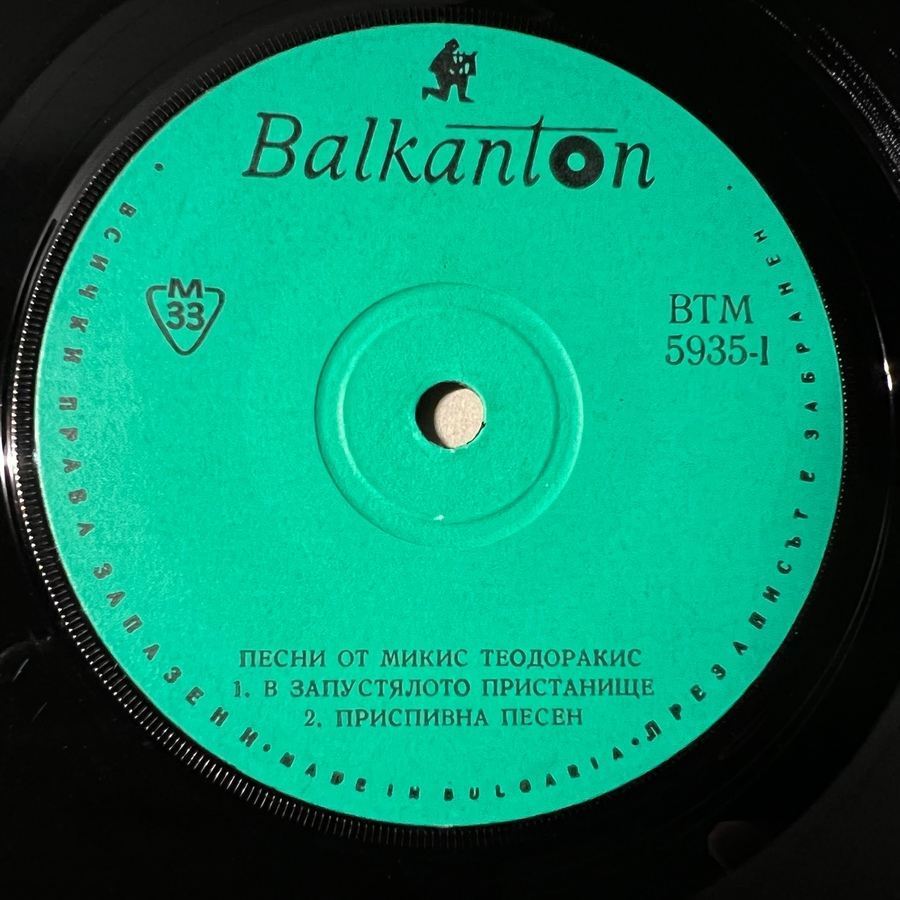 Balkanton
М
33
ВТМ
5935-I
ПЕСНИ ОТ МИКИС ТЕОДОРАКИС
1. В ЗАПУСТЯЛОТО ПРИСТАНИЩЕ
2. ПРИСПИВНА ПЕСЕН
• ВСИЧКИ ПРАВА ЗАПАЗЕНИ • MADE IN BULGARIA • ПРЕЗАПИСЪТ Е ЗАБРАНЕН •